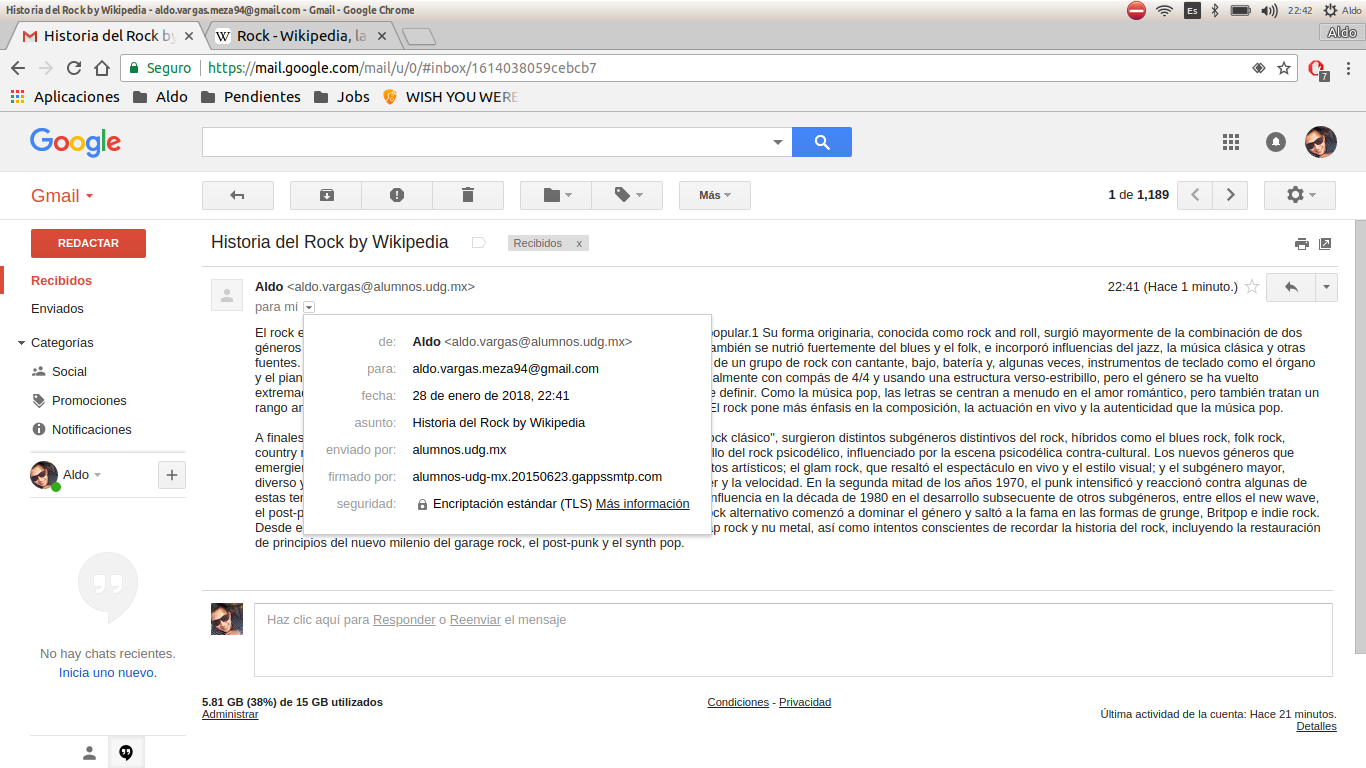 Historia del Rock by Wikipedia - aldo.vargas.meza94@gmail.com - Gmail - Google Chrome
Es
22:42
Aldo
Historia del Rock by
Rock - Wikipedia, la
Aldo
Seguro
https://mail.google.com/mail/u/0/#inbox/1614038059cebcb7
7
Aplicaciones
Aldo
Pendientes
Jobs
WISH YOU WERE
Google
Gmail
Más
1 de 1,189
REDACTAR
Recibidos
Enviados
Categorías
Social
Promociones
Notificaciones
Aldo
No hay chats recientes.
Inicia uno nuevo.
Historia del Rock by Wikipedia
Recibidos x
Aldo <aldo.vargas@alumnos.udg.mx>
22:41 (Hace 1 minuto.)
para mí
de: Aldo <aldo.vargas@alumnos.udg.mx>
para: aldo.vargas.meza94@gmail.com
fecha: 28 de enero de 2018, 22:41
asunto: Historia del Rock by Wikipedia
enviado por: alumnos.udg.mx
firmado por: alumnos-udg-mx.20150623.gappssmtp.com
seguridad: Encriptación estándar (TLS) Más información
El rock e opular.1 Su forma originaria, conocida como rock and roll, surgió mayormente de la combinación de dos
géneros ambién se nutrió fuertemente del blues y el folk, e incorporó influencias del jazz, la música clásica y otras
fuentes. de un grupo de rock con cantante, bajo, batería y, algunas veces, instrumentos de teclado como el órgano
y el pian almente con compás de 4/4 y usando una estructura verso-estribillo, pero el género se ha vuelto
extremad e definir. Como la música pop, las letras se centran a menudo en el amor romántico, pero también tratan un
rango am El rock pone más énfasis en la composición, la actuación en vivo y la autenticidad que la música pop.
A finales ock clásico", surgieron distintos subgéneros distintivos del rock, híbridos como el blues rock, folk rock,
country r llo del rock psicodélico, influenciado por la escena psicodélica contra-cultural. Los nuevos géneros que
emergier tos artísticos; el glam rock, que resaltó el espectáculo en vivo y el estilo visual; y el subgénero mayor,
diverso y r y la velocidad. En la segunda mitad de los años 1970, el punk intensificó y reaccionó contra algunas de
estas ten nfluencia en la década de 1980 en el desarrollo subsecuente de otros subgéneros, entre ellos el new wave,
el post-p ock alternativo comenzó a dominar el género y saltó a la fama en las formas de grunge, Britpop e indie rock.
Desde e ap rock y nu metal, así como intentos conscientes de recordar la historia del rock, incluyendo la restauración
de principios del nuevo milenio del garage rock, el post-punk y el synth pop.
Haz clic aquí para Responder o Reenviar el mensaje
5.81 GB (38%) de 15 GB utilizados
Administrar
Condiciones - Privacidad
Última actividad de la cuenta: Hace 21 minutos.
Detalles